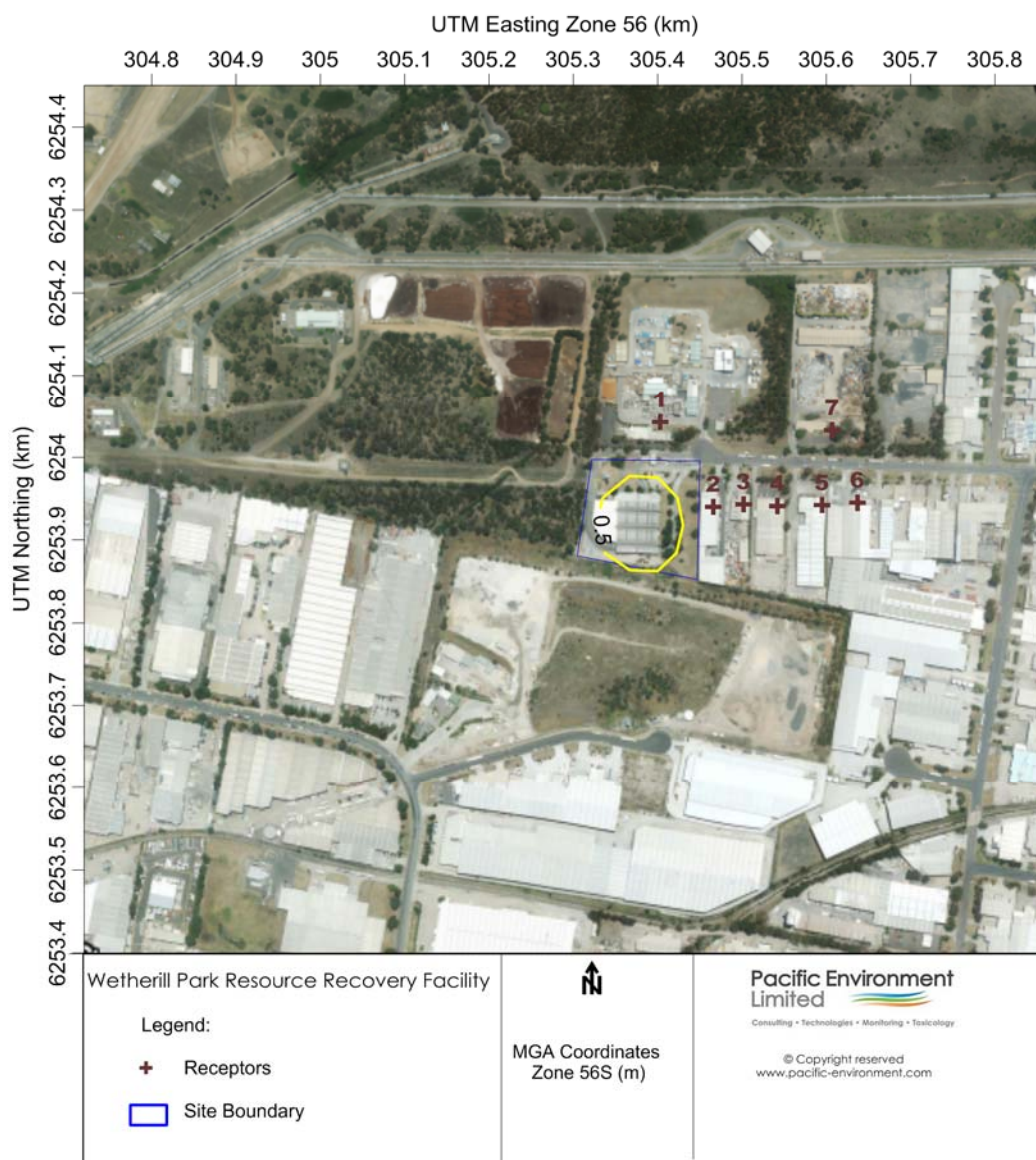 UTM Easting Zone 56 (km)
304.8 304.9 305 305.1 305.2 305.3 305.4 305.5 305.6 305.7 305.8
UTM Northing (km)
6254.4
6254.3
6254.2
6254.1
6254
6253.9
6253.8
6253.7
6253.6
6253.5
6253.4
1
7
2 3 4 5 6
0.5
Wetherill Park Resource Recovery Facility
Legend:
Receptors
Site Boundary
N
MGA Coordinates
Zone 56S (m)
Pacific Environment
Limited
Consulting • Technologies • Monitoring • Toxicology
© Copyright reserved
www.pacific-environment.com